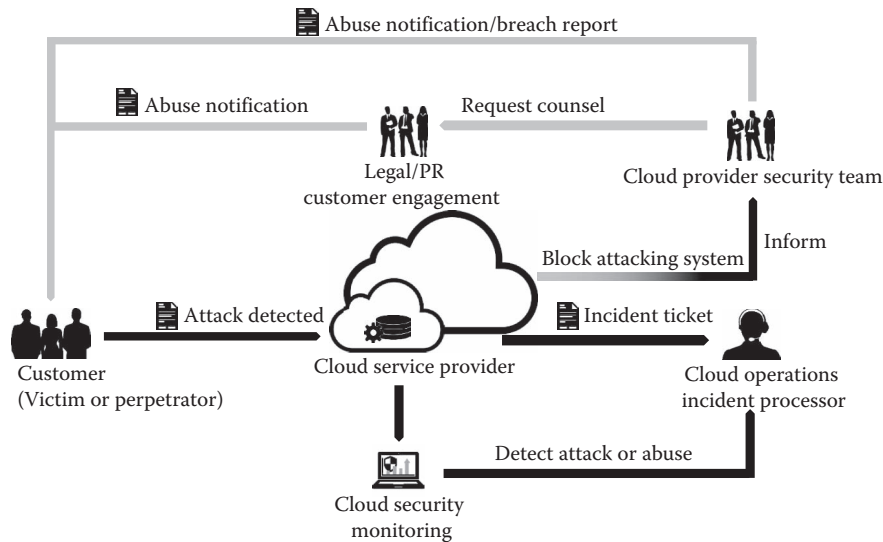 Abuse notification/breach report
Abuse notification
Request counsel
Legal/PR
customer engagement
Cloud provider security team
Block attacking system
Inform
Attack detected
Incident ticket
Customer
(Victim or perpetrator)
Cloud service provider
Cloud operations
incident processor
Detect attack or abuse
Cloud security
monitoring